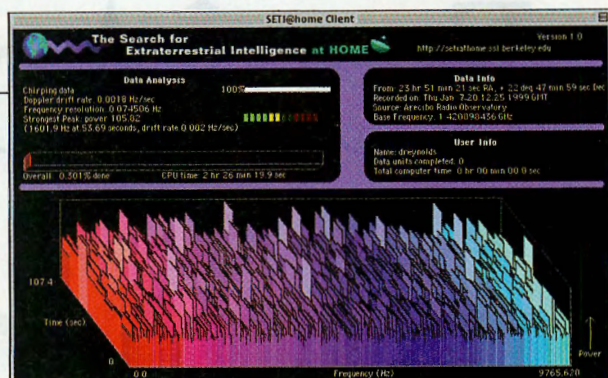 SETI@home Client
The Search for
Extraterrestrial Intelligence at HOME
Version 1.0
http://setiathome.ssl.berkeley.edu
Data Analysis
Chirping data
Doppler drift rate: 0.0018 Hz/sec
Frequency resolution: 0.074506 Hz
Strongest Peak: power 105.82
(1601.9 Hz at 53.69 seconds, drift rate 0.002 Hz/sec)
100%
Overall: 0.301% done
CPU time: 2 hr 26 min 19.9 sec
Data Info
From: 23 hr 51 min 21 sec RA, + 22 deg 47 min 59 sec Dec
Recorded on: Thu Jan 7 20:12:25 1999 GMT
Source: Arecibo Radio Observatory
Base Frequency: 1.420898436 GHz
User Info
Name: dreynolds
Data units completed: 0
Total computer time: 0 hr 00 min 00.0 sec
107.4
Time (sec)
0
0.0
Frequency (Hz)
9765.620
Power